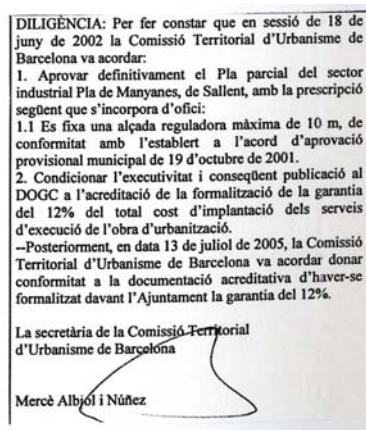 DILIGÈNCIA: Per fer constar que en sessió de 18 de
juny de 2002 la Comissió Territorial d'Urbanisme de
Barcelona va acordar:
1. Aprovar definitivament el Pla parcial del sector
industrial Pla de Manyanes, de Sallent, amb la prescripció
següent que s'incorpora d'ofici:
1.1 Es fixa una alçada reguladora màxima de 10 m, de
conformitat amb l'establert a l'acord d'aprovació
provisional municipal de 19 d'octubre de 2001.
2. Condicionar l'executivitat i conseqüent publicació al
DOGC a l'acreditació de la formalització de la garantia
del 12% del total cost d'implantació dels serveis
d'execució de l'obra d'urbanització.
--Posteriorment, en data 13 de juliol de 2005, la Comissió
Territorial d'Urbanisme de Barcelona va acordar donar
conformitat a la documentació acreditativa d'haver-se
formalitzat davant l'Ajuntament la garantia del 12%.
La secretària de la Comissió Territorial
d'Urbanisme de Barcelona
Mercè Albiol i Núñez